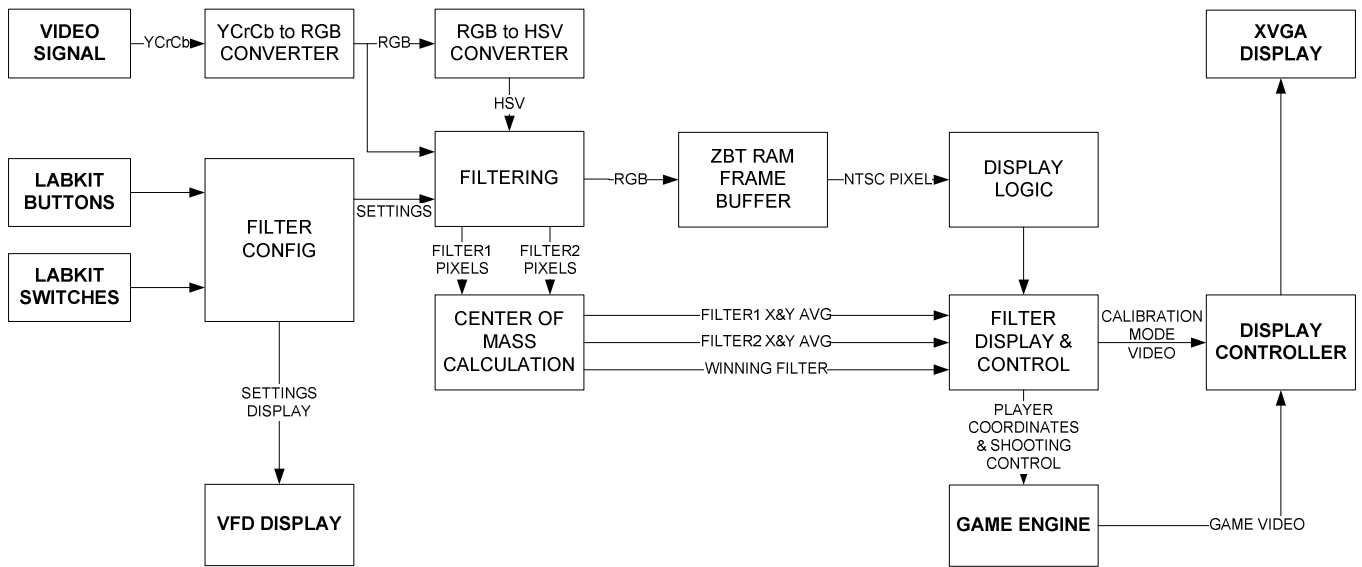 VIDEO
SIGNAL
YCrCb
YCrCb to RGB
CONVERTER
RGB
RGB to HSV
CONVERTER
XVGA
DISPLAY
HSV
LABKIT
BUTTONS
FILTER
CONFIG
SETTINGS
FILTERING
RGB
ZBT RAM
FRAME
BUFFER
NTSC PIXEL
DISPLAY
LOGIC
LABKIT
SWITCHES
FILTER1
PIXELS
FILTER2
PIXELS
CENTER OF
MASS
CALCULATION
FILTER1 X&Y AVG
FILTER2 X&Y AVG
WINNING FILTER
FILTER
DISPLAY &
CONTROL
CALIBRATION
MODE
VIDEO
DISPLAY
CONTROLLER
SETTINGS
DISPLAY
PLAYER
COORDINATES
& SHOOTING
CONTROL
VFD DISPLAY
GAME ENGINE
GAME VIDEO